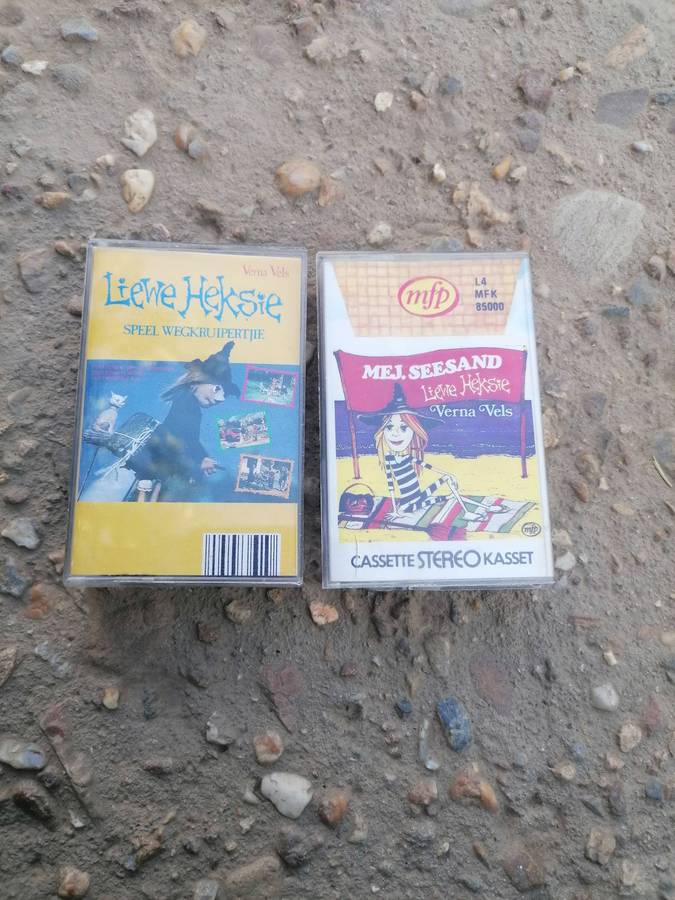 Verna Vels
Liewe Heksie
SPEEL WEGKRUIPERTJIE
mfp
L4
MFK
85000
MEJ. SEESAND
Liewe Heksie
Verna Vels
mfp
CASSETTE STEREO KASSET